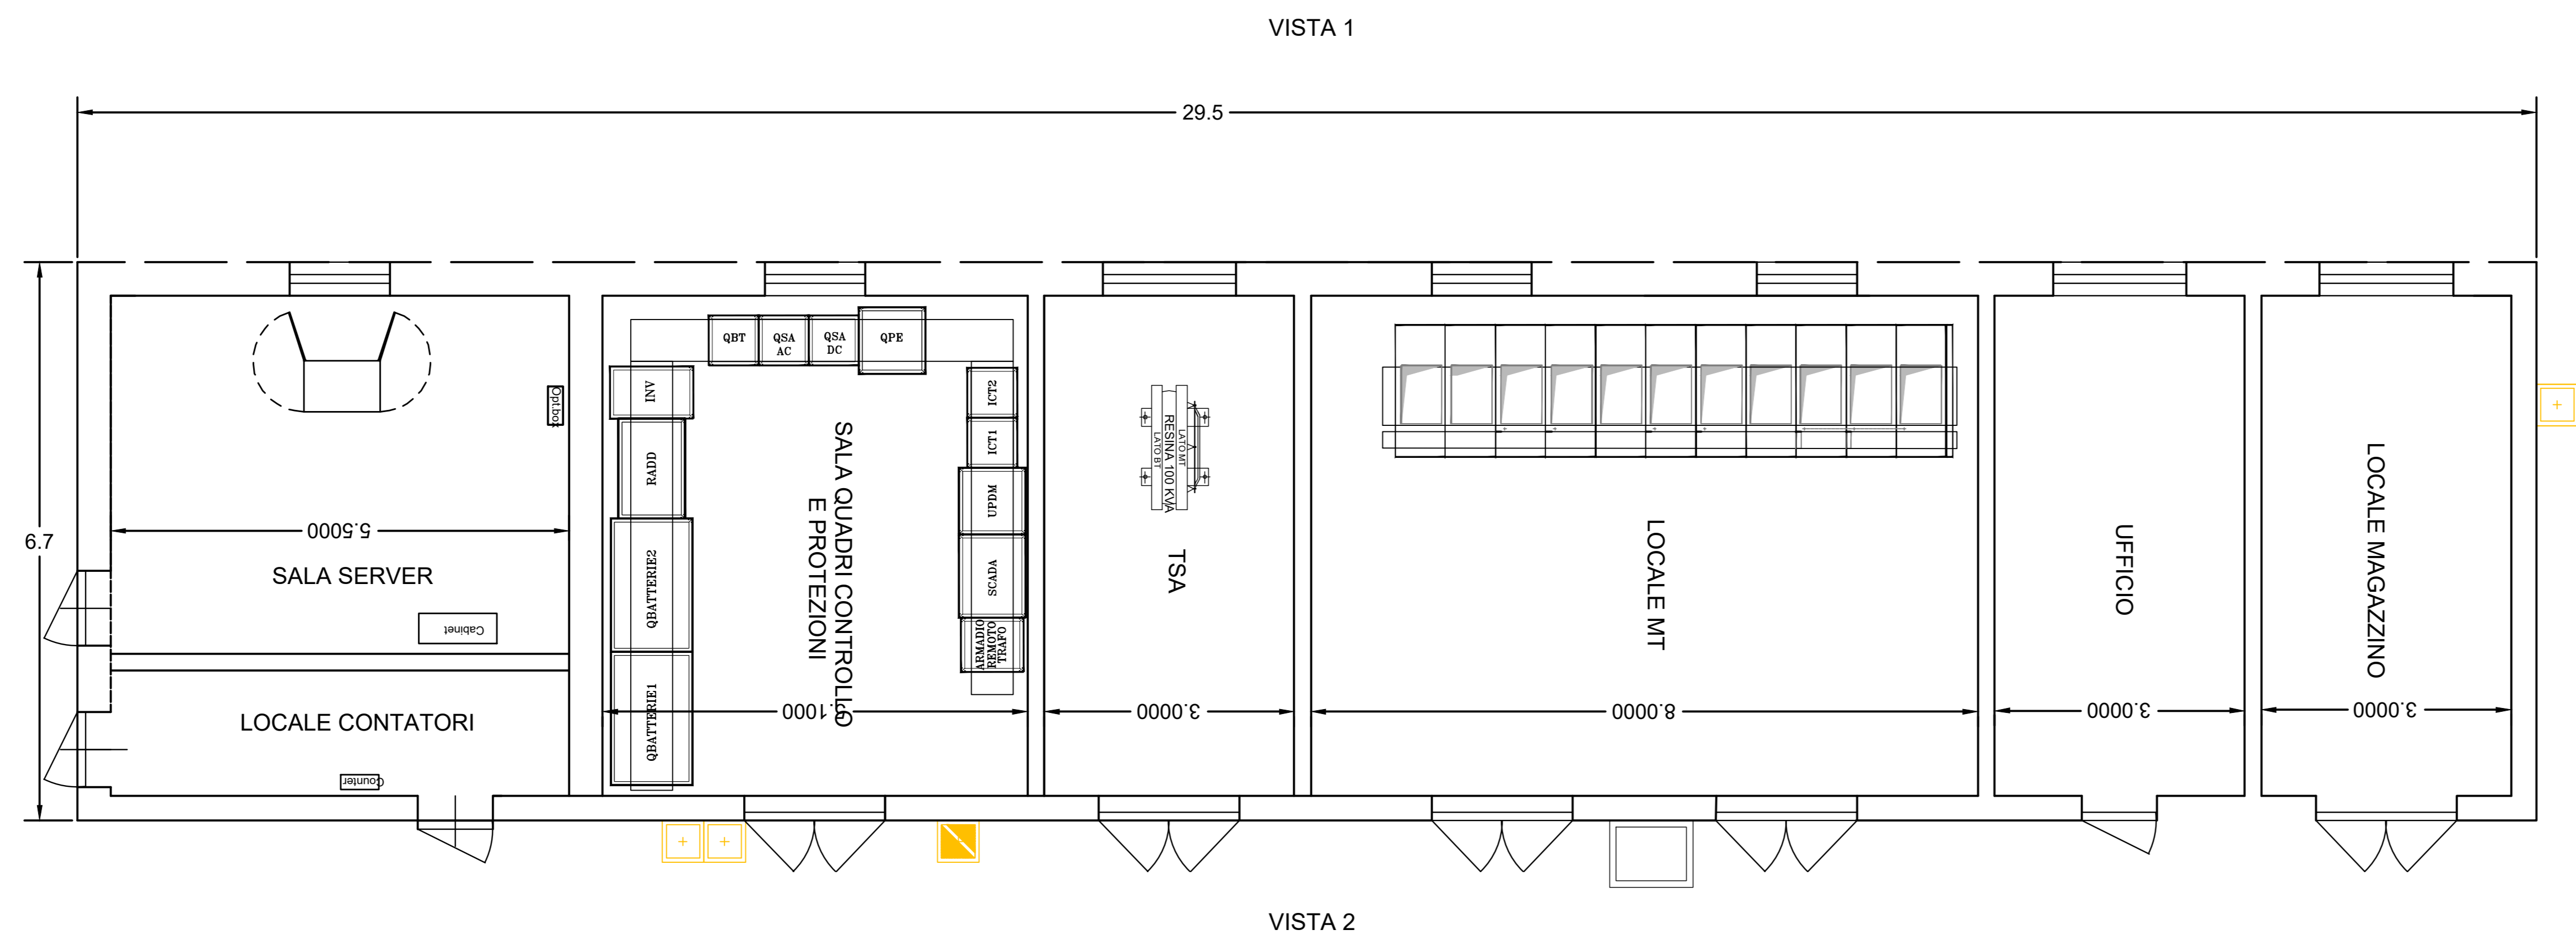 VISTA 1
29.5
6.7
QBT
QSA
AC
QSA
DC
QPE
INV
RADD
QBATTERIE2
QBATTERIE1
ICT2
ICT1
UPDM
SCADA
ARMADIO
REMOTO
TRAFO
Opt.box
5.5000
SALA SERVER
Cabinet
LOCALE CONTATORI
Counter
SALA QUADRI CONTROLLO
E PROTEZIONI
5.1000
LATO MT
RESINA 100 KVA
LATO BT
TSA
3.0000
LOCALE MT
8.0000
UFFICIO
3.0000
LOCALE MAGAZZINO
3.0000
VISTA 2